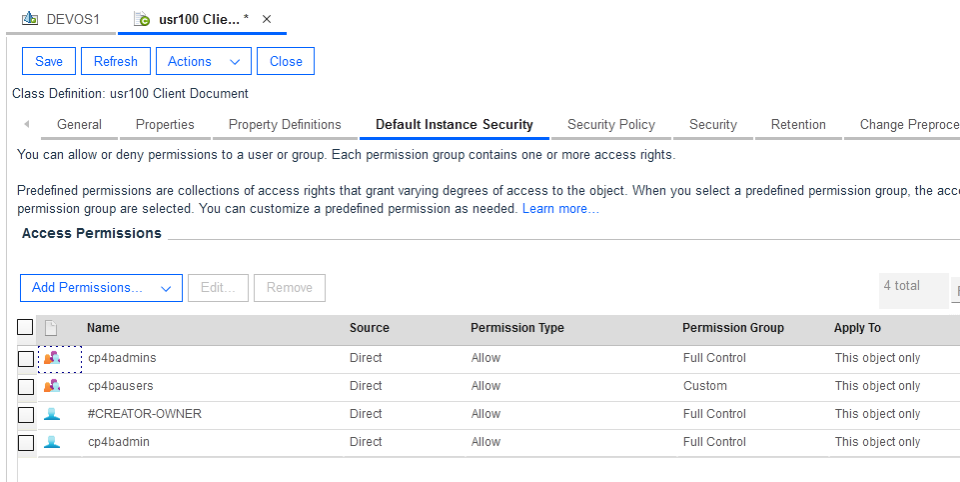 DEVOS1 usr100 Clie... * ×
Save Refresh Actions Close
Class Definition: usr100 Client Document
General Properties Property Definitions Default Instance Security Security Policy Security Retention Change Preproce
You can allow or deny permissions to a user or group. Each permission group contains one or more access rights.
Predefined permissions are collections of access rights that grant varying degrees of access to the object. When you select a predefined permission group, the acce
permission group are selected. You can customize a predefined permission as needed. Learn more...
Access Permissions
Add Permissions... Edit... Remove 4 total
Name Source Permission Type Permission Group Apply To
cp4badmins Direct Allow Full Control This object only
cp4bausers Direct Allow Custom This object only
#CREATOR-OWNER Direct Allow Full Control This object only
cp4badmin Direct Allow Full Control This object only